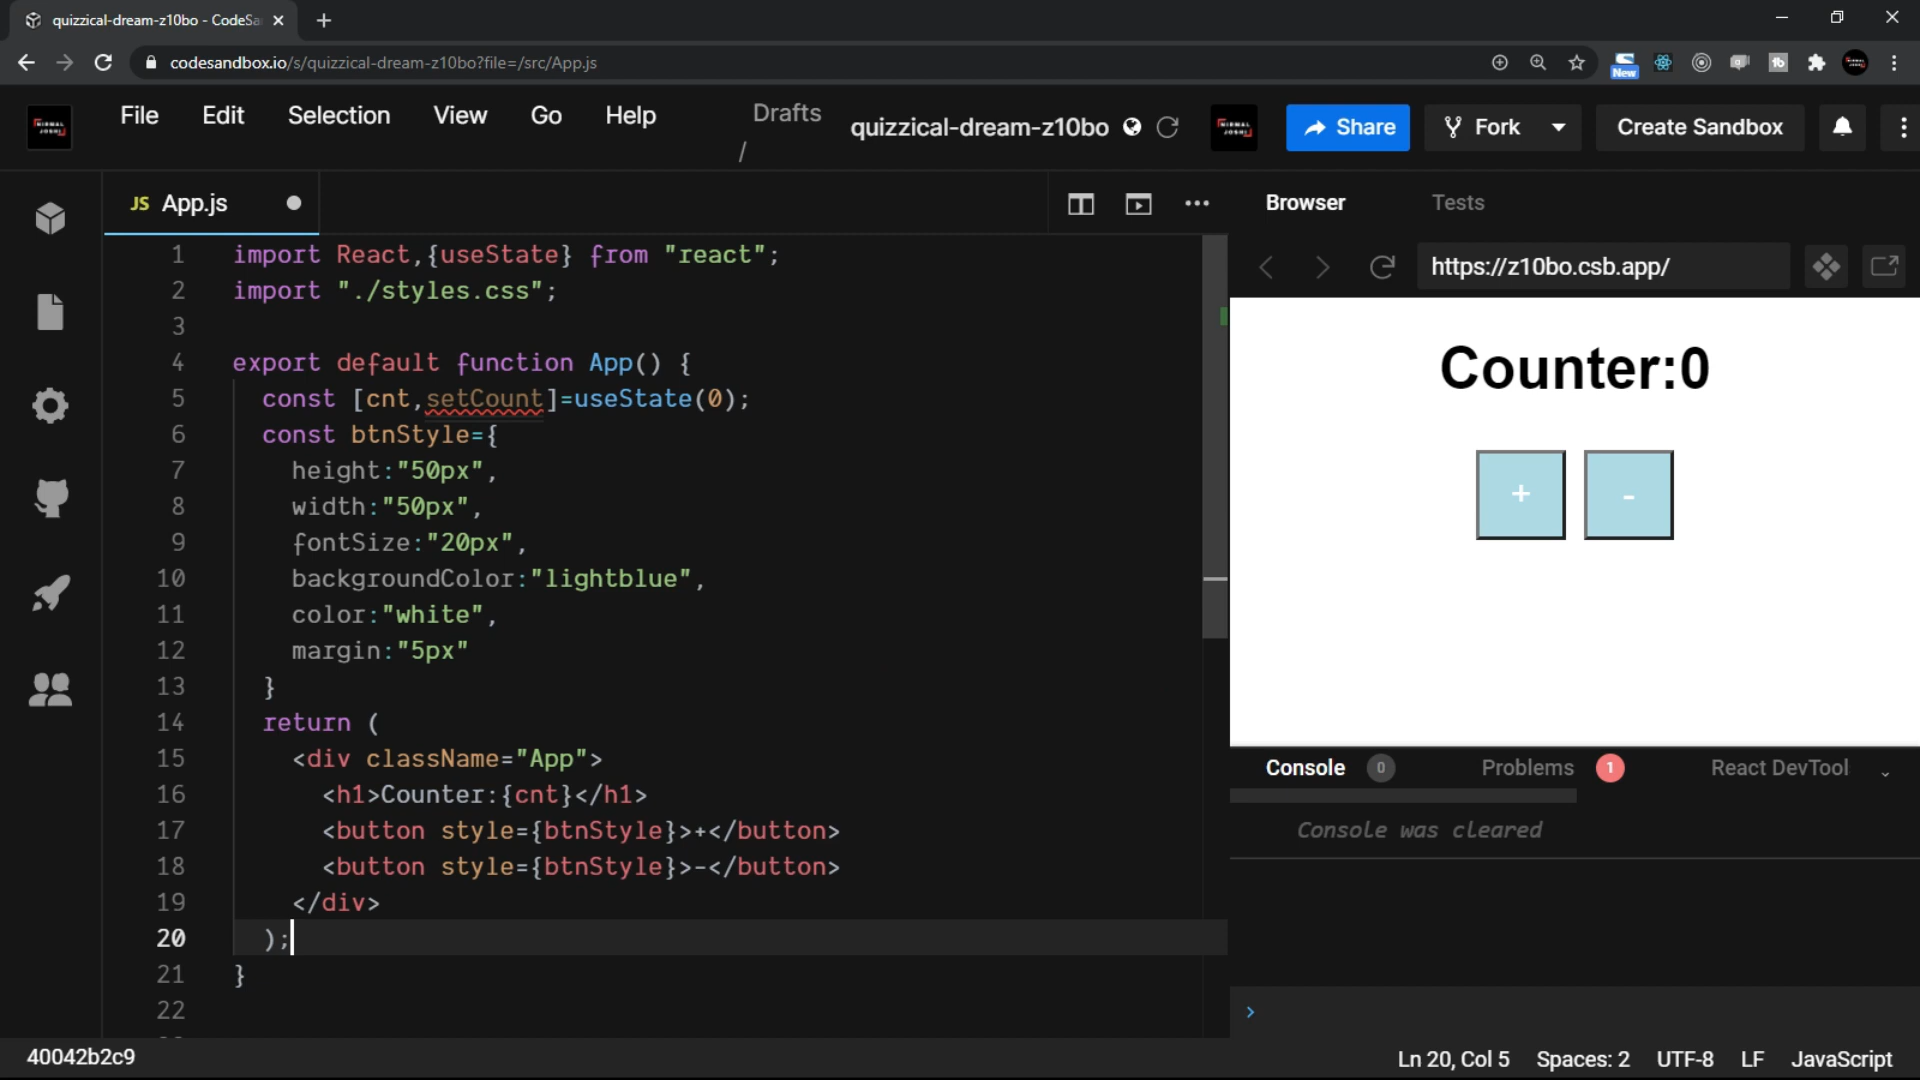 quizzical-dream-z10bo - CodeSa
codesandbox.io/s/quizzical-dream-z10bo?file=/src/App.js
New
File Edit Selection View Go Help
Drafts
/
quizzical-dream-z10bo
NIRMAL
JOSHI
Share
Fork
Create Sandbox
JS App.js
Browser
Tests
https://z10bo.csb.app/
1 import React,{useState} from "react";
2 import "./styles.css";
3
4 export default function App() {
5 const [cnt,setCount]=useState(0);
6 const btnStyle={
7 height:"50px",
8 width:"50px",
9 fontSize:"20px",
10 backgroundColor:"lightblue",
11 color:"white",
12 margin:"5px"
13 }
14 return (
15 <div className="App">
16 <h1>Counter:{cnt}</h1>
17 <button style={btnStyle}>+</button>
18 <button style={btnStyle}>-</button>
19 </div>
20 );
21 }
22
Counter:0
+ -
Console 0
Problems 1
React DevTool
Console was cleared
›
40042b2c9
Ln 20, Col 5 Spaces: 2 UTF-8 LF JavaScript